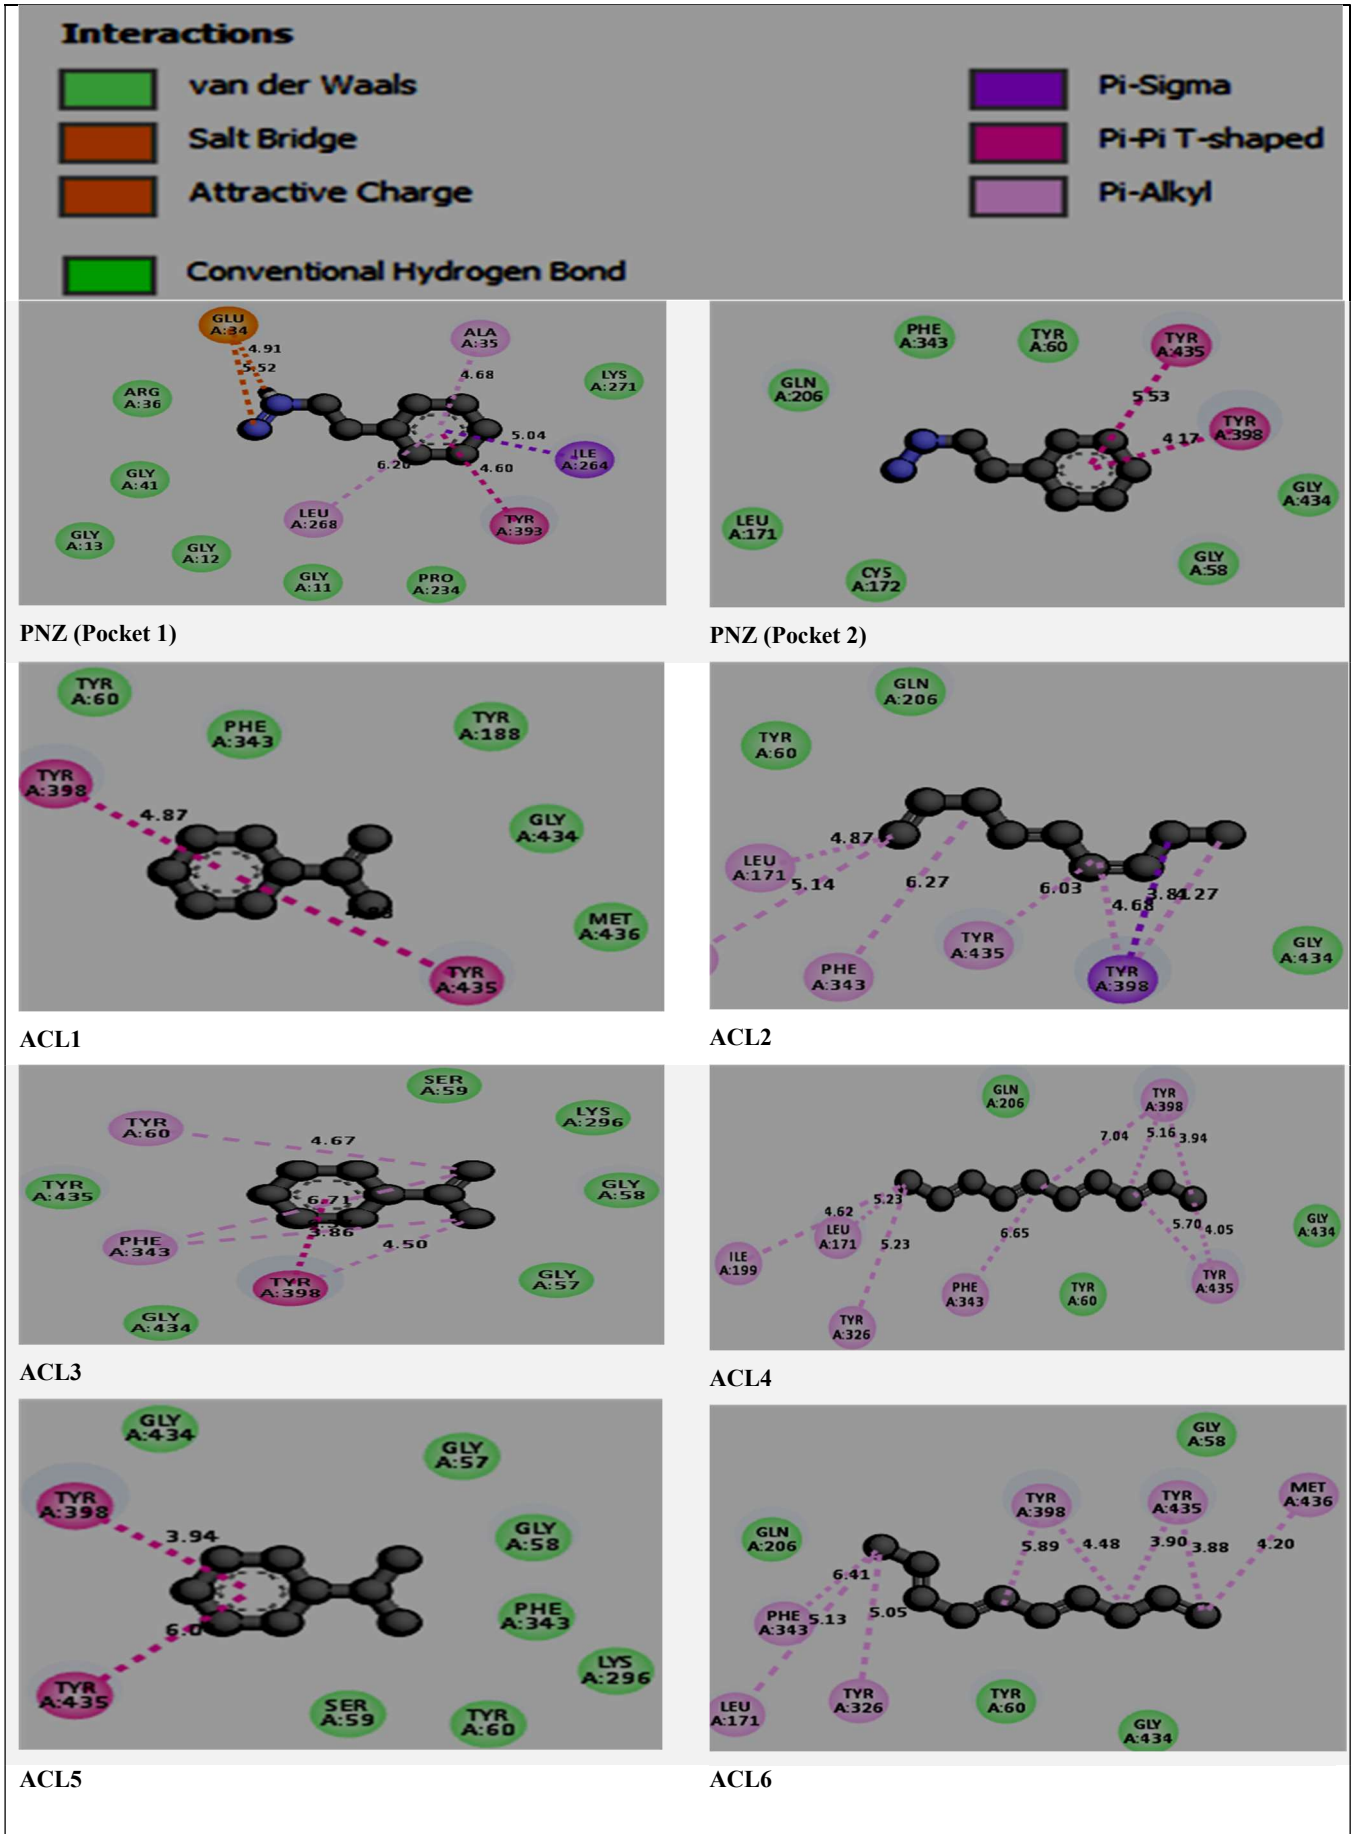 Interactions
van der Waals
Salt Bridge
Attractive Charge
Conventional Hydrogen Bond
Pi-Sigma
Pi-Pi T-shaped
Pi-Alkyl
GLU
A:34
4.91
5.52
ALA
A:35
4.68
LYS
A:271
ARG
A:36
5.04
ILE
A:264
GLY
A:41
6.20
4.60
LEU
A:268
TYR
A:393
GLY
A:13
GLY
A:12
GLY
A:11
PRO
A:234
PNZ (Pocket 1)
PHE
A:343
TYR
A:60
TYR
A:435
GLN
A:206
5.53
4.17
TYR
A:398
GLY
A:434
LEU
A:171
CYS
A:172
GLY
A:58
PNZ (Pocket 2)
TYR
A:60
PHE
A:343
TYR
A:188
TYR
A:398
4.87
GLY
A:434
MET
A:436
TYR
A:435
ACL1
GLN
A:206
TYR
A:60
4.87
LEU
A:171
5.14
6.27
6.03
4.68
3.81
4.27
PHE
A:343
TYR
A:435
TYR
A:398
GLY
A:434
ACL2
SER
A:59
TYR
A:60
4.67
LYS
A:296
TYR
A:435
6.71
GLY
A:58
PHE
A:343
3.86
4.50
TYR
A:398
GLY
A:57
GLY
A:434
ACL3
GLN
A:206
TYR
A:398
7.04
5.16
3.94
5.23
4.62
LEU
A:171
5.23
6.65
5.70
4.05
GLY
A:434
ILE
A:199
PHE
A:343
TYR
A:60
TYR
A:435
TYR
A:326
ACL4
GLY
A:434
GLY
A:57
TYR
A:398
3.94
GLY
A:58
PHE
A:343
LYS
A:296
TYR
A:435
SER
A:59
TYR
A:60
ACL5
GLY
A:58
TYR
A:398
TYR
A:435
MET
A:436
GLN
A:206
5.89
4.48
3.90
3.88
4.20
6.41
PHE
A:343
5.13
5.05
LEU
A:171
TYR
A:326
TYR
A:60
GLY
A:434
ACL6